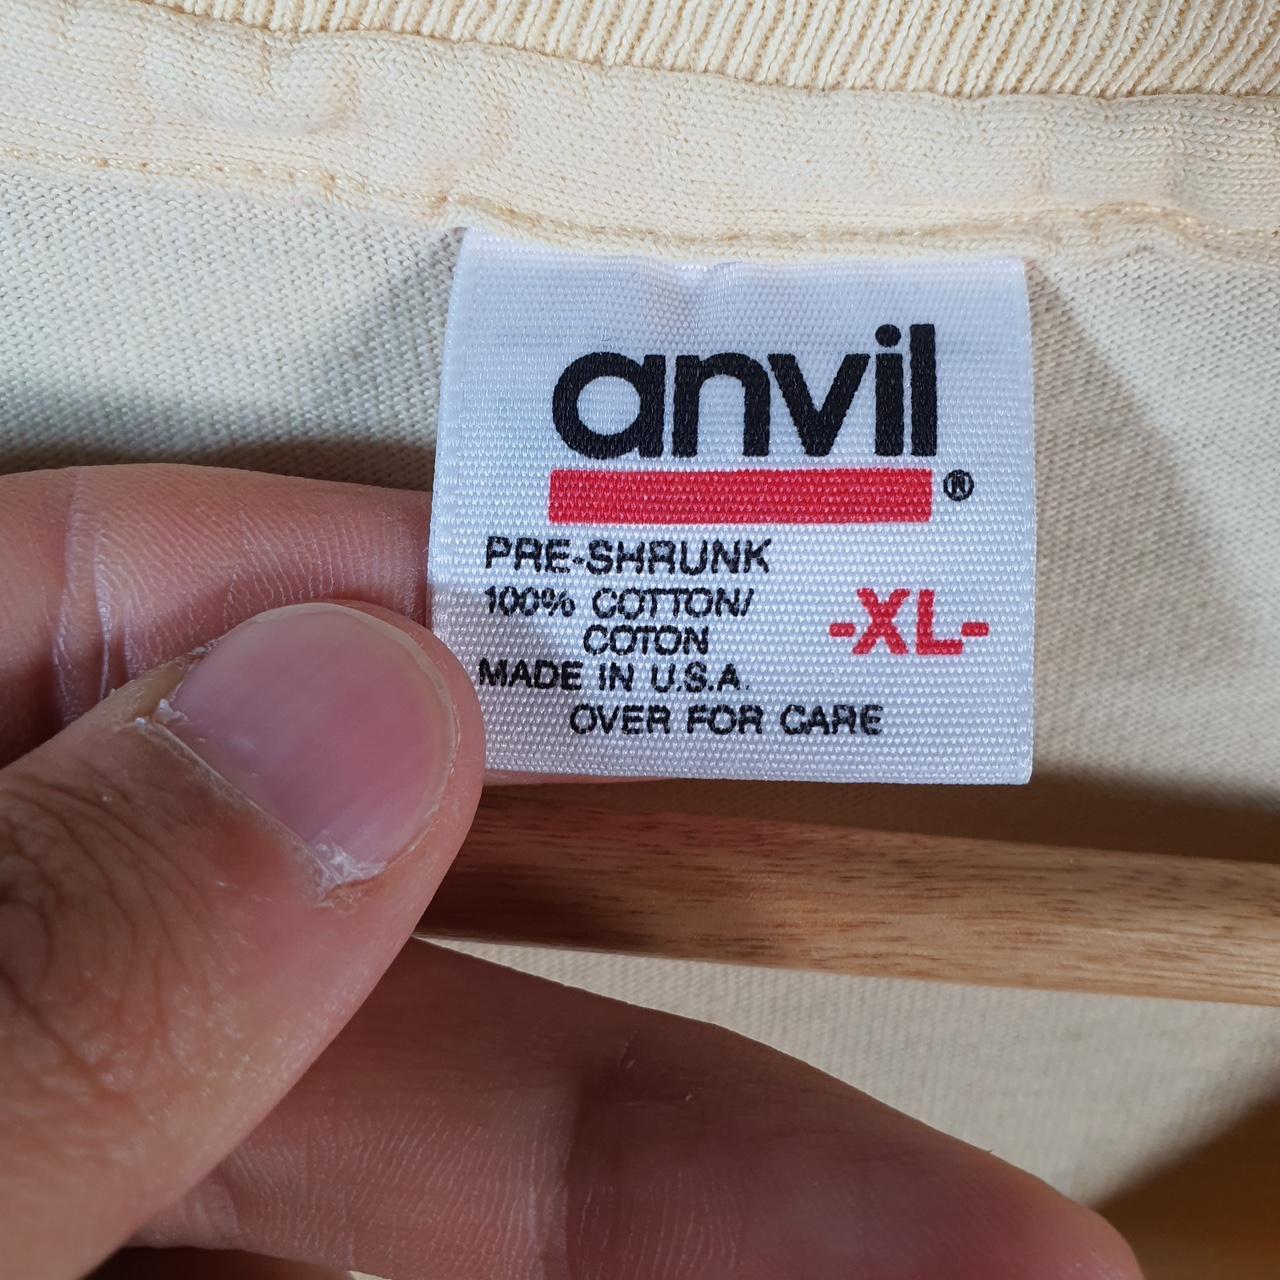 anvil®
PRE-SHRUNK
100% COTTON/
COTON
-XL-
MADE IN U.S.A.
OVER FOR CARE